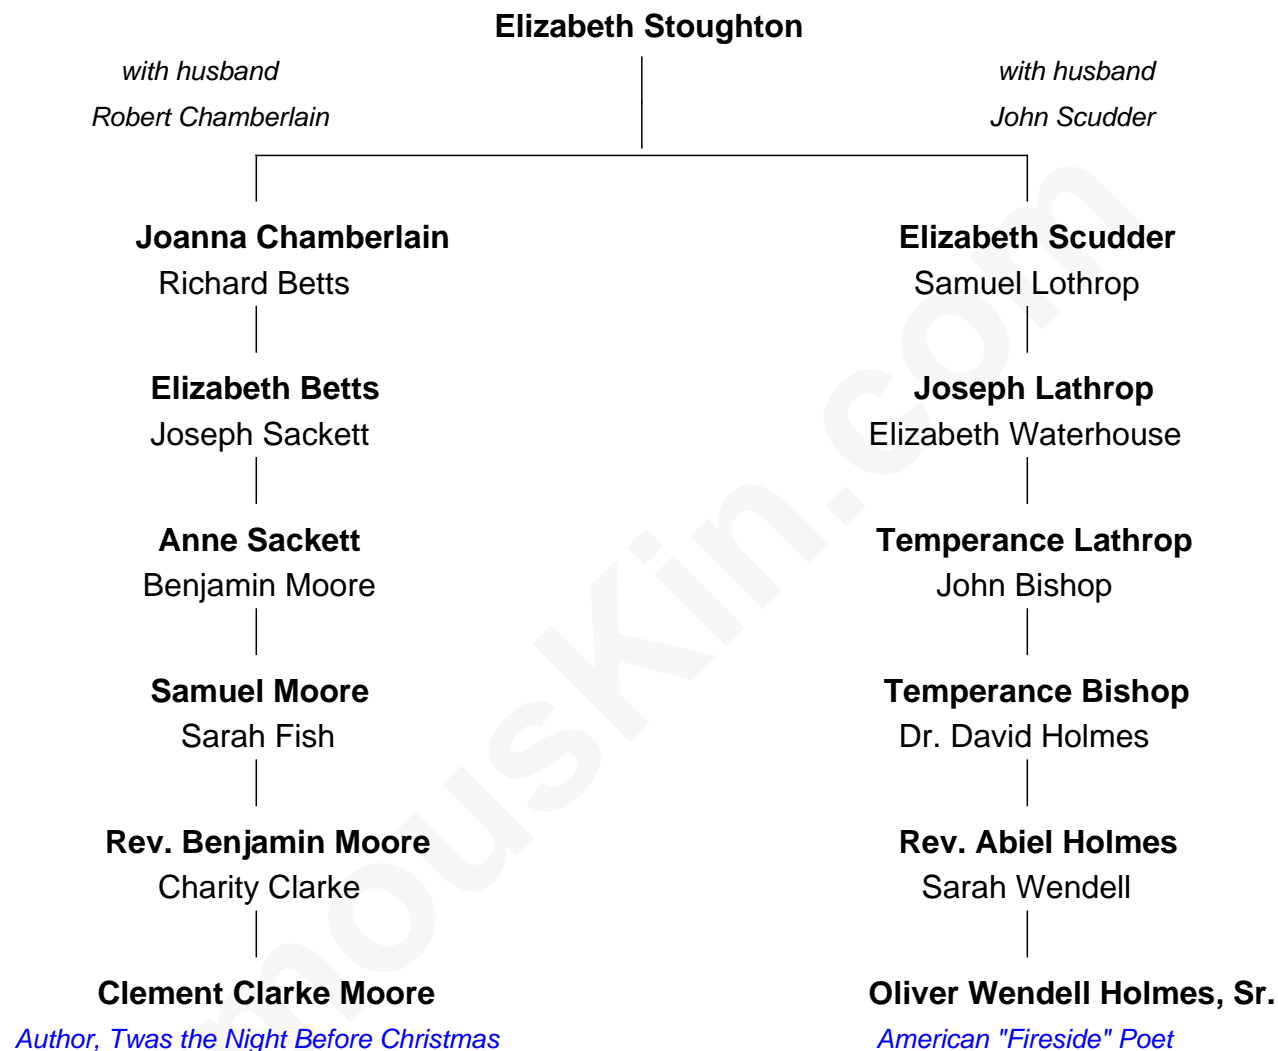 Elizabeth Stoughton
with husband
Robert Chamberlain
with husband
John Scudder
Joanna Chamberlain
Richard Betts
Elizabeth Scudder
Samuel Lothrop
Elizabeth Betts
Joseph Sackett
Joseph Lathrop
Elizabeth Waterhouse
Anne Sackett
Benjamin Moore
Temperance Lathrop
John Bishop
Samuel Moore
Sarah Fish
Temperance Bishop
Dr. David Holmes
Rev. Benjamin Moore
Charity Clarke
Rev. Abiel Holmes
Sarah Wendell
Clement Clarke Moore
Author, Twas the Night Before Christmas
Oliver Wendell Holmes, Sr.
American "Fireside" Poet
mousKin.com